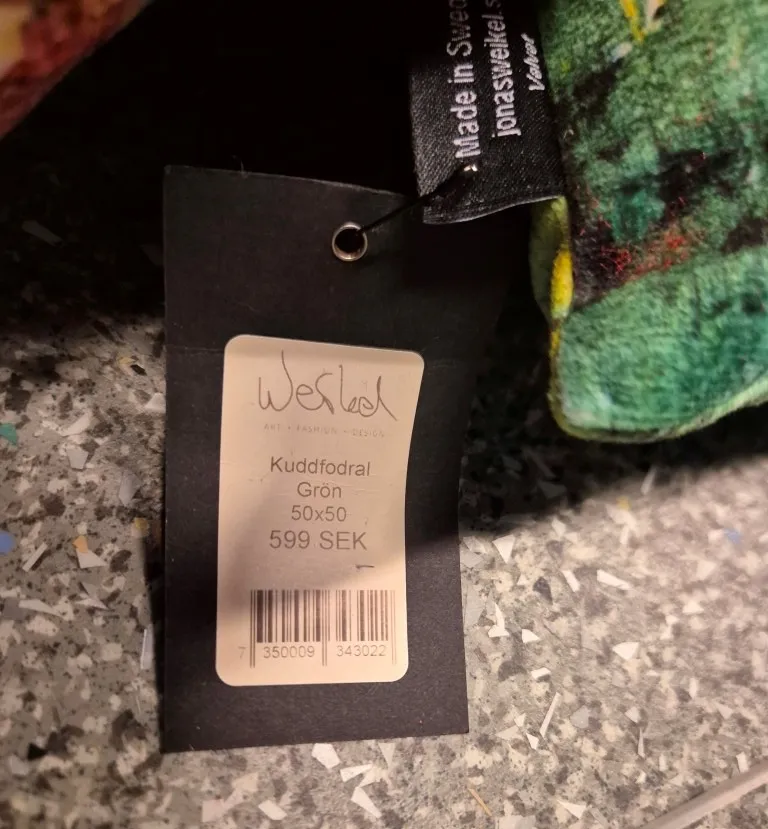 Made in Swed
jonasweikel.s
Velvet
Weikel
ART • FASHION • DESIGN
Kuddfodral
Grön
50x50
599 SEK
7 350009 343022